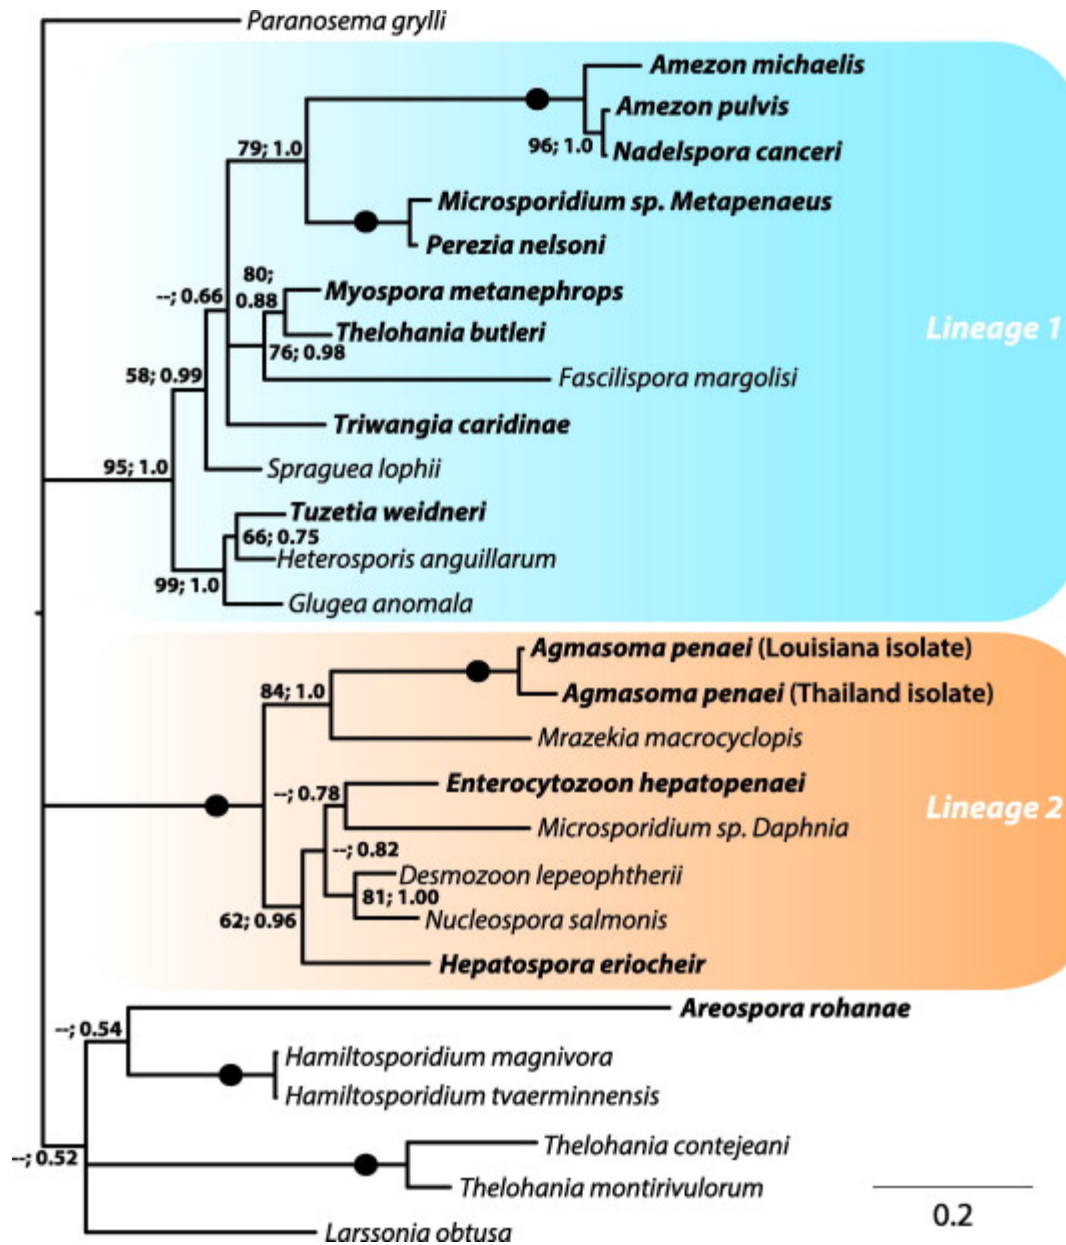 Paranosema grylli
Amezon michaelis
Amezon pulvis
96; 1.0
Nadelspora canceri
79; 1.0
Microsporidium sp. Metapenaeus
Perezia nelsoni
80;
0.88
Myospora metanephrops
--; 0.66
Thelohania butleri
Lineage 1
76; 0.98
58; 0.99
Fascilispora margolisi
Triwangia caridinae
95; 1.0
Spraguea lophii
Tuzetia weidneri
66; 0.75
Heterosporis anguillarum
99; 1.0
Glugea anomala
Agmasoma penaei (Louisiana isolate)
84; 1.0
Agmasoma penaei (Thailand isolate)
Mrazekia macrocyclopis
--; 0.78
Enterocytozoon hepatopenaei
Lineage 2
Microsporidium sp. Daphnia
--; 0.82
Desmozoon lepeophtherii
81; 1.00
62; 0.96
Nucleospora salmonis
Hepatospora eriocheir
Areospora rohanae
--; 0.54
Hamiltosporidium magnivora
Hamiltosporidium tvaerminnensis
Thelohania contejeani
--; 0.52
Thelohania montirivulorum
0.2
Larssonia obtusa